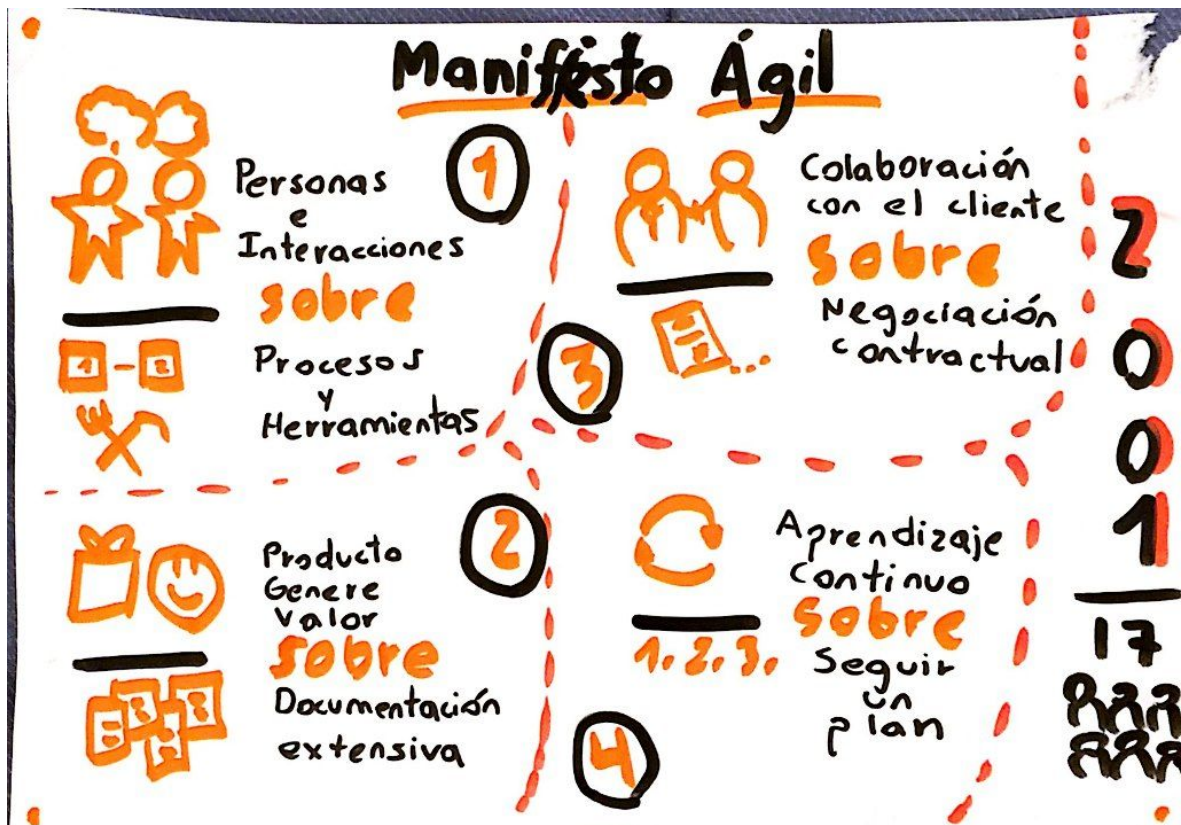 Manifiesto Ágil
1
Personas
e
Interacciones
sobre
Procesos
y
Herramientas
1 - 2
2
Producto
Genere
valor
sobre
Documentación
extensiva
3
Colaboración
con el cliente
sobre
Negociación
contractual
4
Aprendizaje
continuo
sobre
1. 2. 3.
Seguir
un
plan
2
0
0
1
17